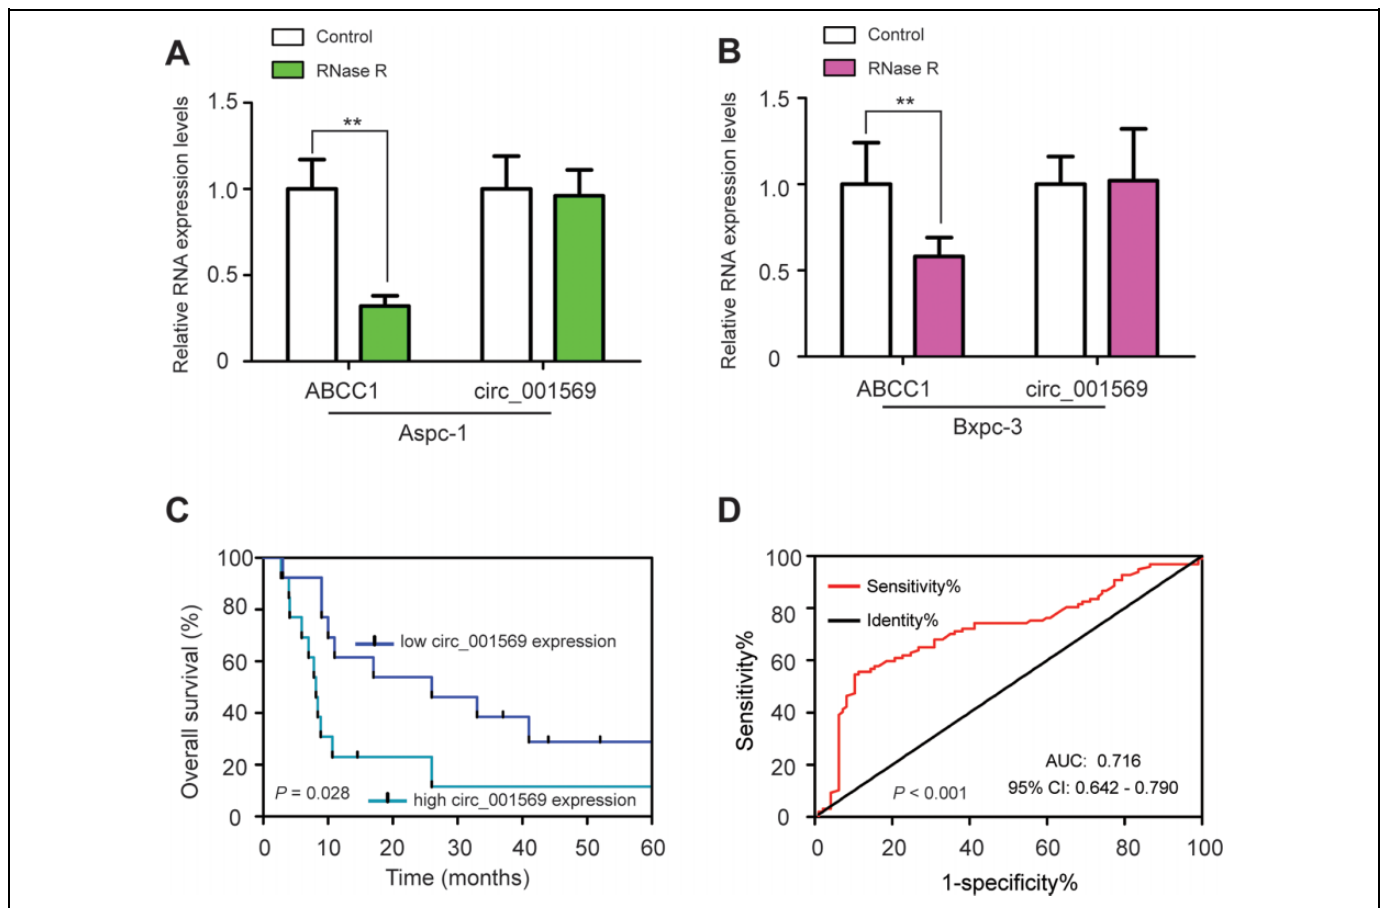 A
Control
RNase R
Relative RNA expression levels
1.5
1.0
0.5
0
**
ABCC1
circ_001569
Aspc-1
B
Control
RNase R
Relative RNA expression levels
1.5
1.0
0.5
0
**
ABCC1
circ_001569
Bxpc-3
C
Overall survival (%)
100
80
60
40
20
0
low circ_001569 expression
P = 0.028
high circ_001569 expression
0 10 20 30 40 50 60
Time (months)
D
Sensitivity%
100
80
60
40
20
0
Sensitivity%
Identity%
AUC: 0.716
P < 0.001
95% CI: 0.642 - 0.790
0 20 40 60 80 100
1-specificity%